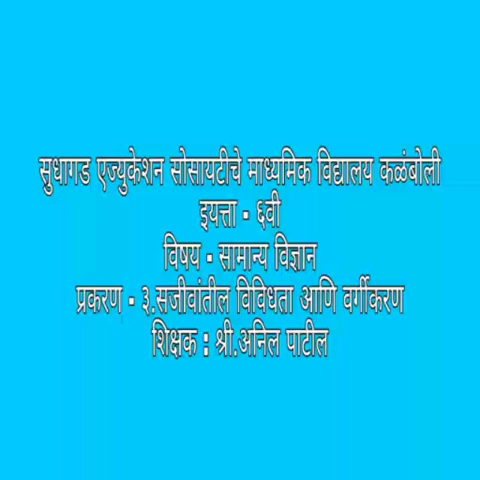 सुधागड एज्युकेशन सोसायटीचे माध्यमिक विद्यालय कळंबोली
इयत्ता - ६वी
विषय - सामान्य विज्ञान
प्रकरण - ३.सजीवांतील विविधता आणि वर्गीकरण
शिक्षक : श्री.अनिल पाटील